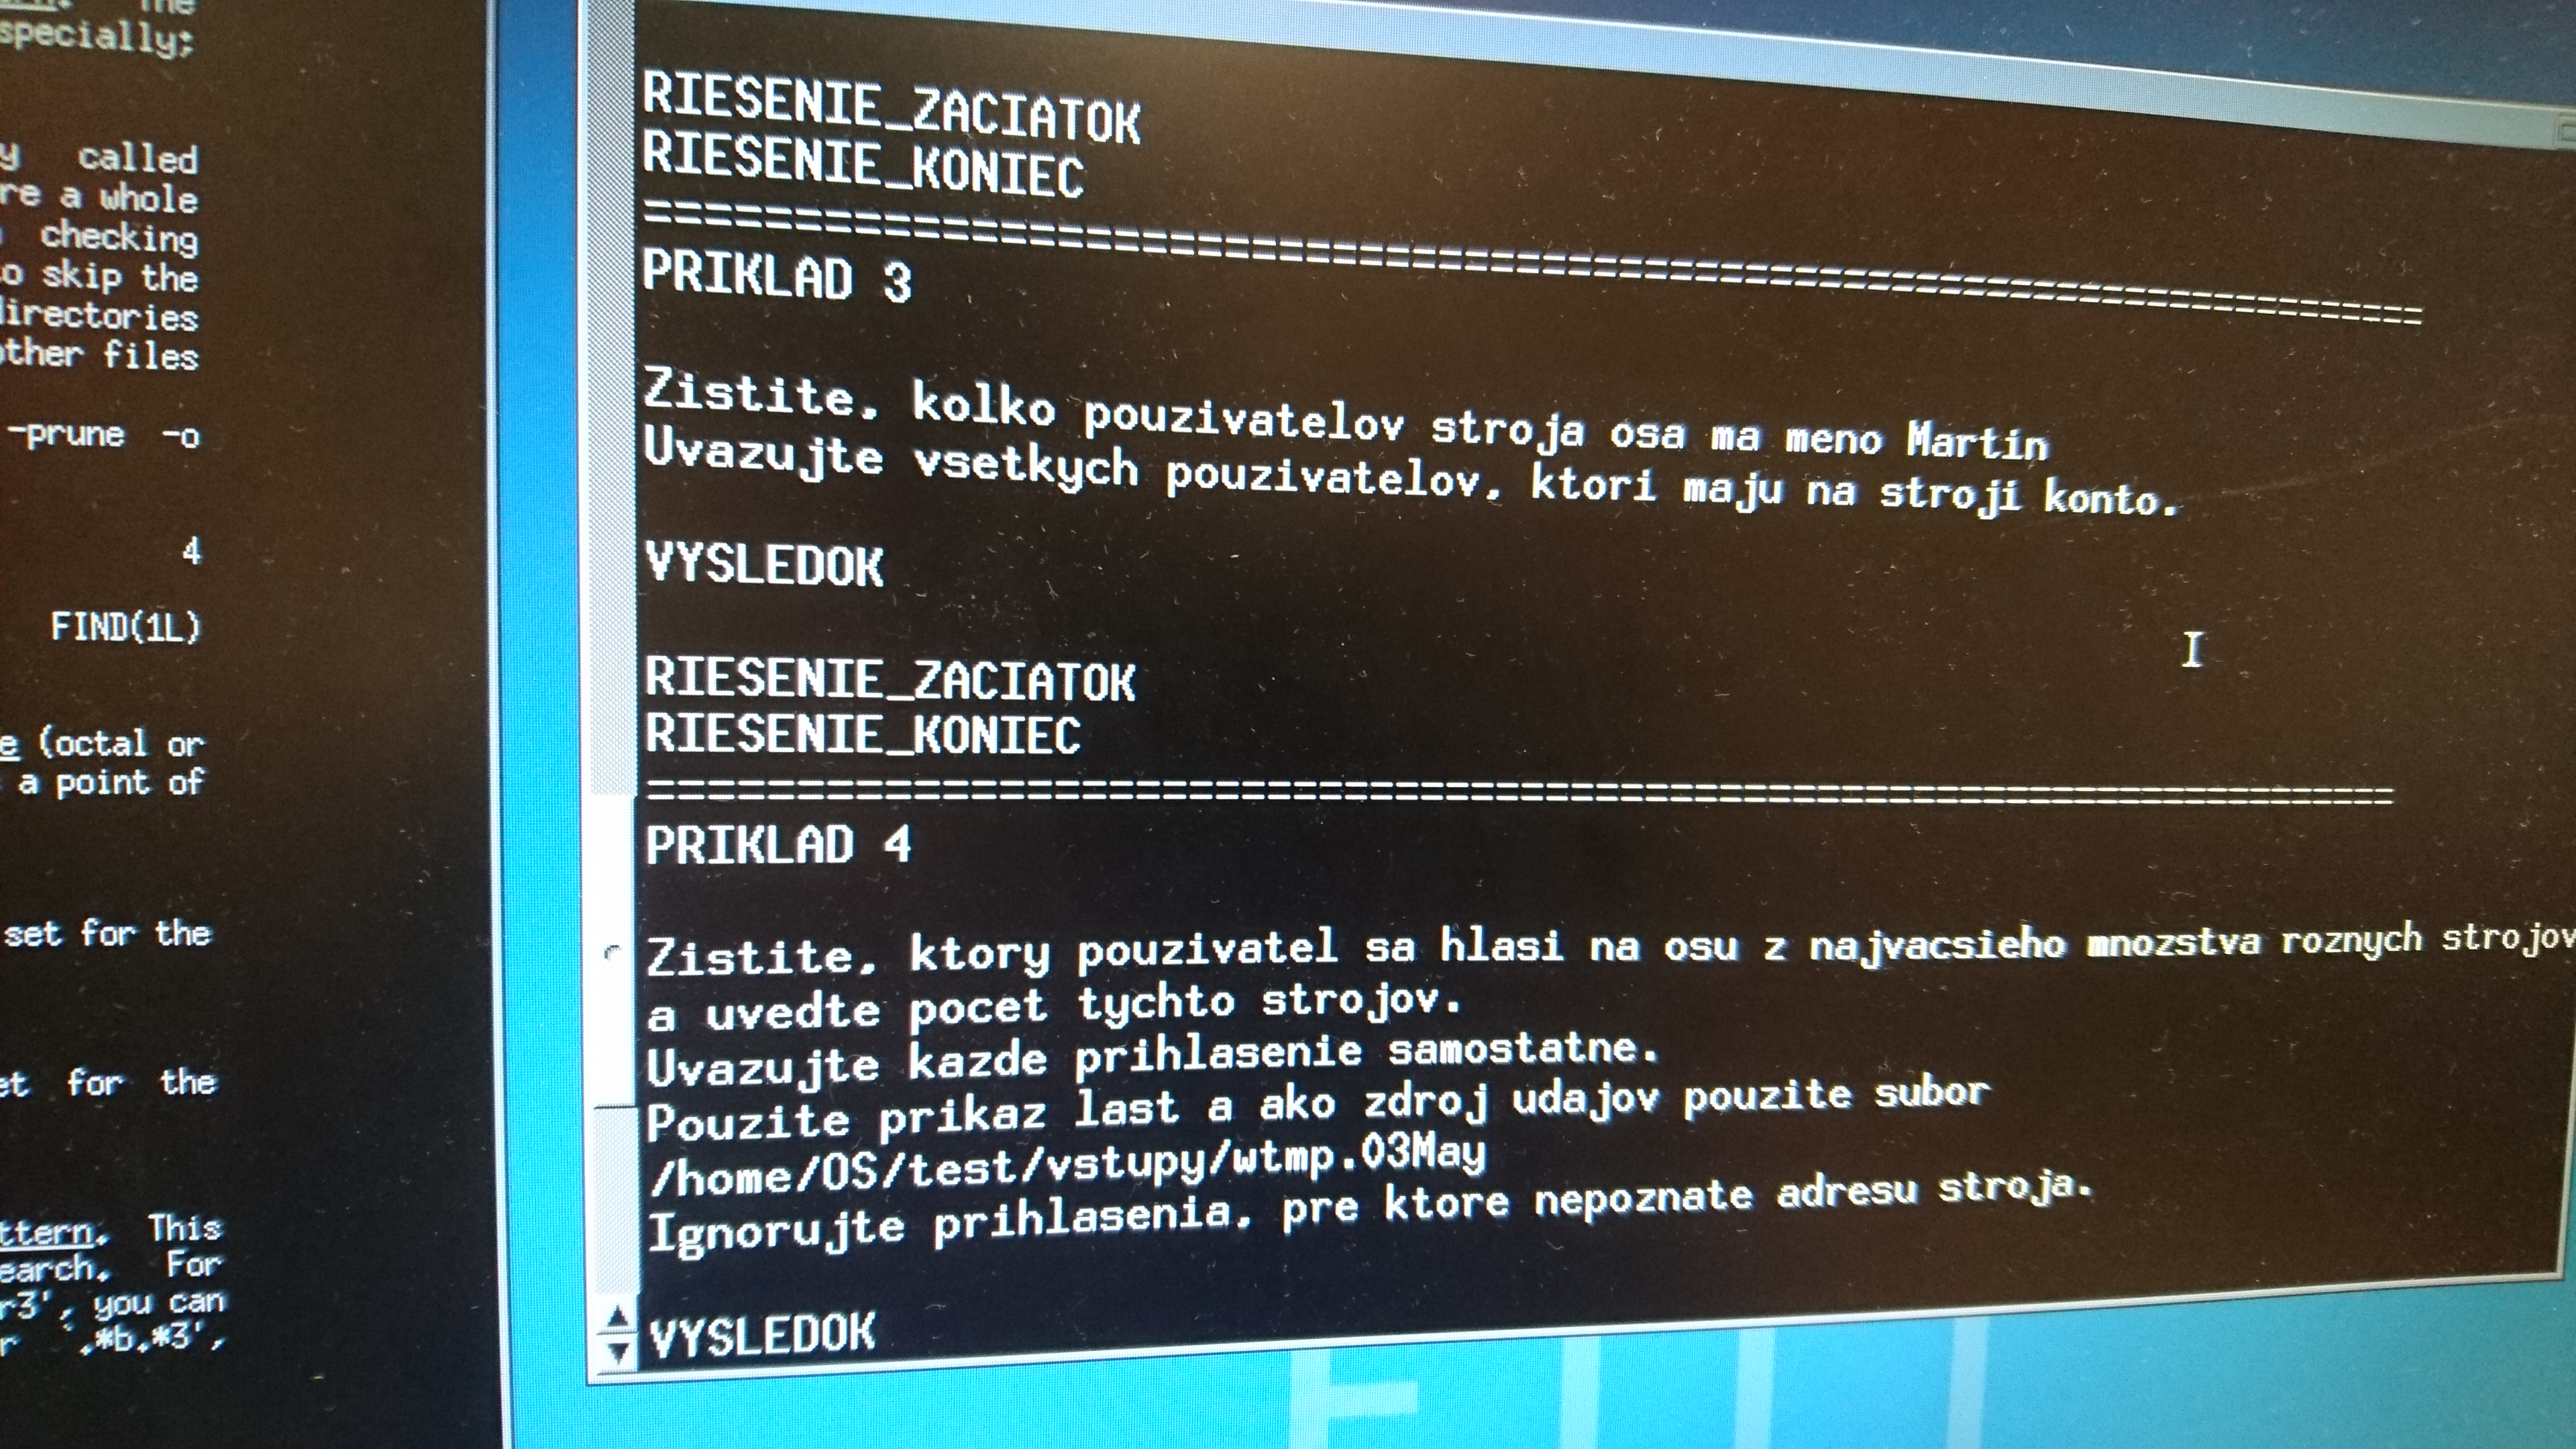 The
specially;
called
re a whole
checking
to skip the
directories
other files
-prune -o
4
FIND(1L)
e (octal or
a point of
set for the
for the
ttern. This
earch. For
r3', you can
r `.*b.*3',
RIESENIE_ZACIATOK
RIESENIE_KONIEC
================================================================
PRIKLAD 3
Zistite, kolko pouzivatelov stroja osa ma meno Martin
Uvazujte vsetkych pouzivatelov, ktori maju na stroji konto.
VYSLEDOK
RIESENIE_ZACIATOK
RIESENIE_KONIEC
================================================================
PRIKLAD 4
Zistite, ktory pouzivatel sa hlasi na osu z najvacsieho mnozstva roznych strojov
a uvedte pocet tychto strojov.
Uvazujte kazde prihlasenie samostatne.
Pouzite prikaz last a ako zdroj udajov pouzite subor
/home/OS/test/vstupy/wtmp.03May
Ignorujte prihlasenia, pre ktore nepoznate adresu stroja.
VYSLEDOK